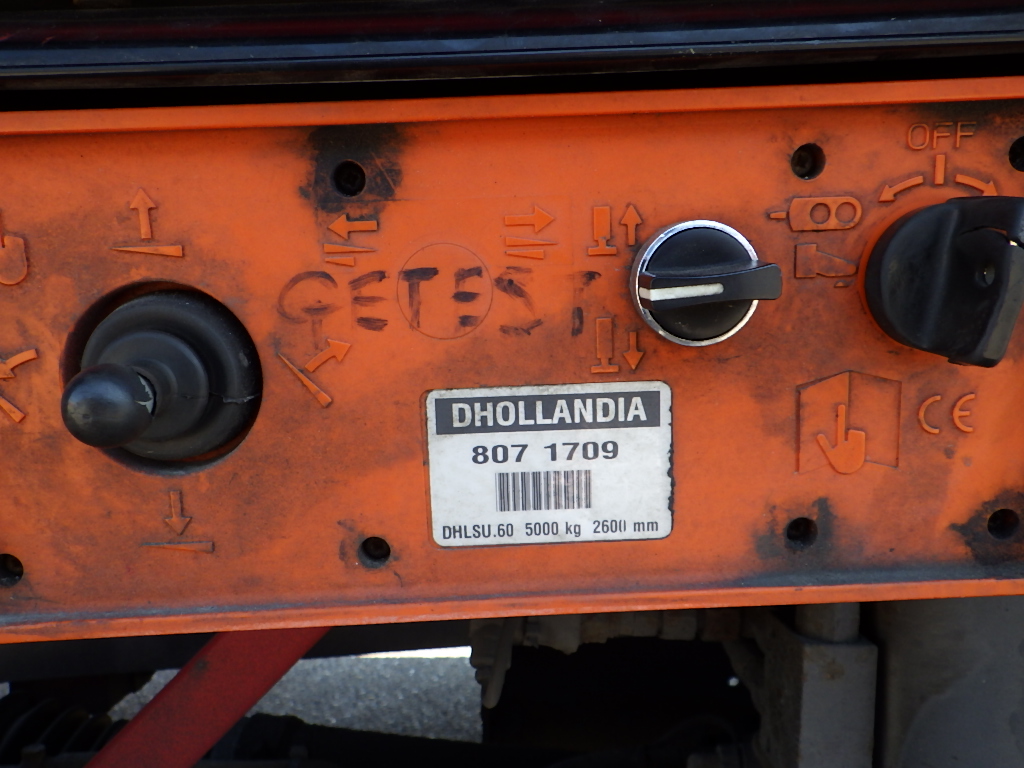 OFF
GETEST
DHOLLANDIA
807 1709
DHLSU.60 5000 kg 2600 mm
CE